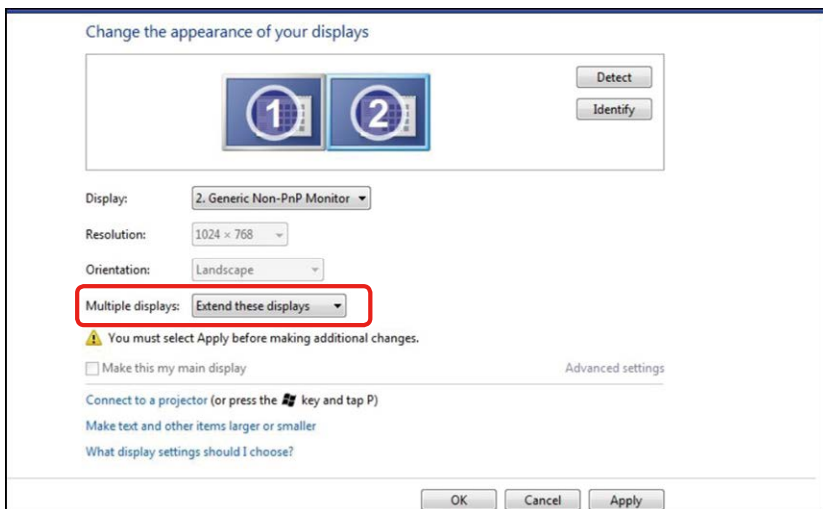 Change the appearance of your displays
1 2
Detect
Identify
Display: 2. Generic Non-PnP Monitor
Resolution: 1024 × 768
Orientation: Landscape
Multiple displays: Extend these displays
You must select Apply before making additional changes.
Make this my main display Advanced settings
Connect to a projector (or press the key and tap P)
Make text and other items larger or smaller
What display settings should I choose?
OK Cancel Apply